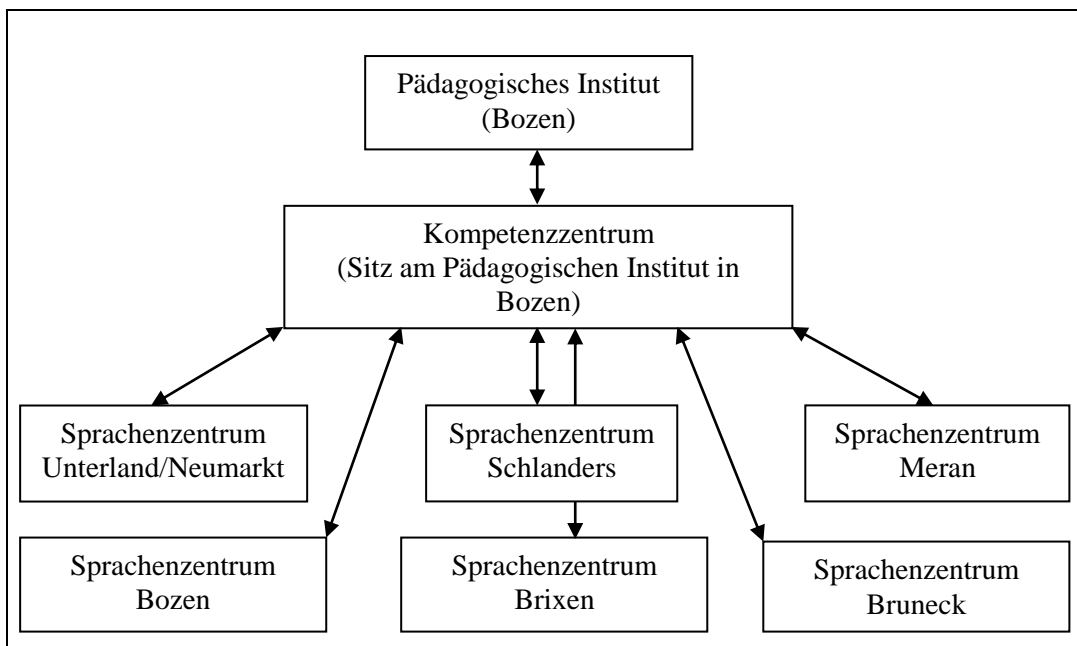 Pädagogisches Institut
(Bozen)
Kompetenzzentrum
(Sitz am Pädagogischen Institut in
Bozen)
Sprachenzentrum
Unterland/Neumarkt
Sprachenzentrum
Schlanders
Sprachenzentrum
Meran
Sprachenzentrum
Bozen
Sprachenzentrum
Brixen
Sprachenzentrum
Bruneck